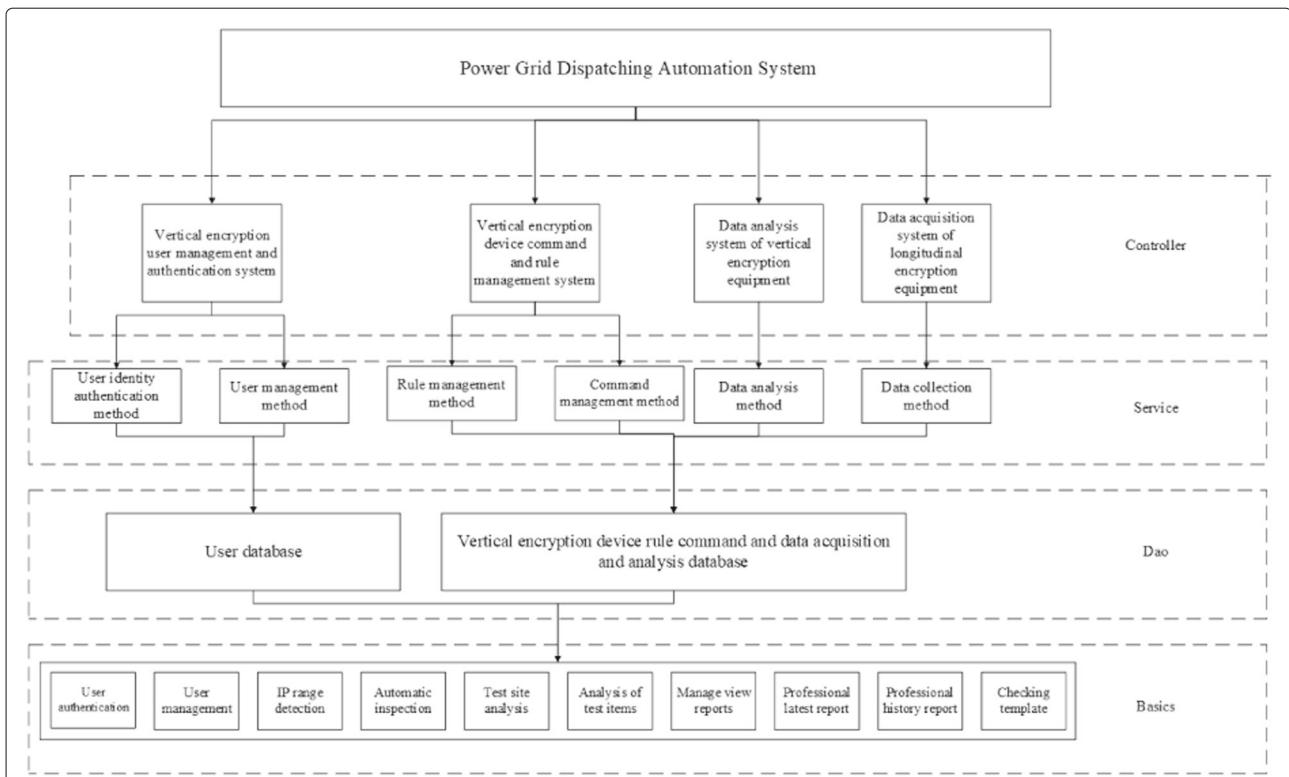 Power Grid Dispatching Automation System
Vertical encryption
user management and
authentication system
Vertical encryption
device command
and rule
management system
Data analysis
system of vertical
encryption
equipment
Data acquisition
system of
longitudinal
encryption
equipment
Controller
User identity
authentication
method
User management
method
Rule management
method
Command
management method
Data analysis
method
Data collection
method
Service
User database
Vertical encryption device rule command and data acquisition
and analysis database
Dao
User
authentication
User
management
IP range
detection
Automatic
inspection
Test site
analysis
Analysis of
test items
Manage view
reports
Professional
latest report
Professional
history report
Checking
template
Basics